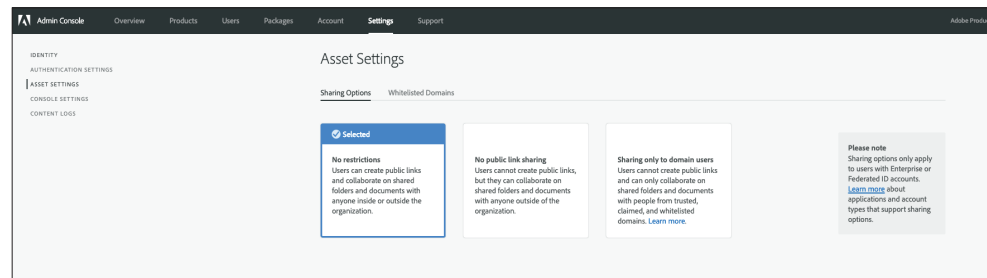 Admin Console Overview Products Users Packages Account Settings Support Adobe Produc
IDENTITY
AUTHENTICATION SETTINGS
ASSET SETTINGS
CONSOLE SETTINGS
CONTENT LOGS
Asset Settings
Sharing Options Whitelisted Domains
Selected
No restrictions
Users can create public links
and collaborate on shared
folders and documents with
anyone inside or outside the
organization.
No public link sharing
Users cannot create public links,
but they can collaborate on
shared folders and documents
with anyone outside of the
organization.
Sharing only to domain users
Users cannot create public links
and can only collaborate on
shared folders and documents
with people from trusted,
claimed, and whitelisted
domains. Learn more.
Please note
Sharing options only apply
to users with Enterprise or
Federated ID accounts.
Learn more about
applications and account
types that support sharing
options.